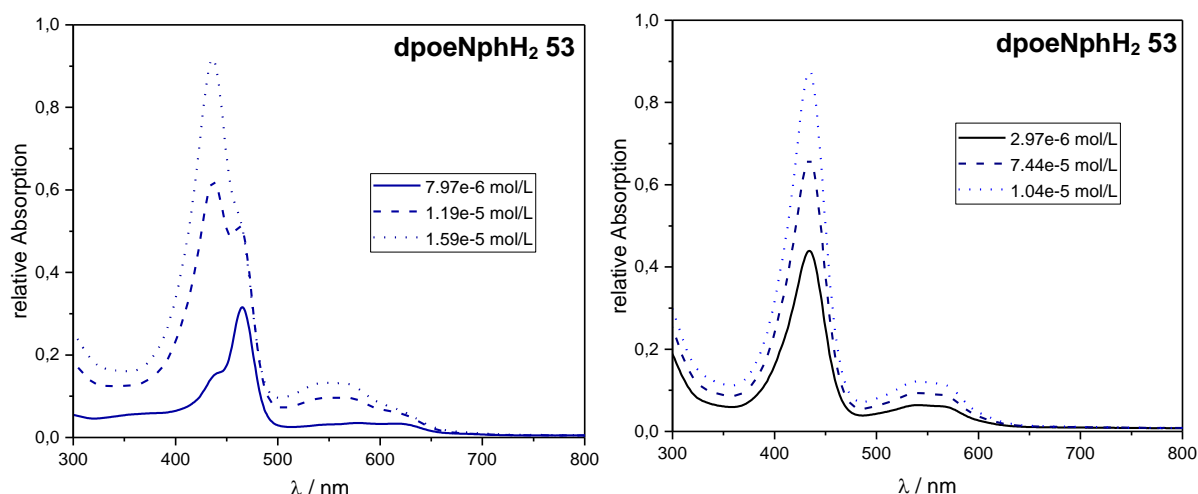 dpoeNphH₂ 53
1,0
0,8
0,6
0,4
0,2
0,0
relative Absorption
7.97e-6 mol/L
1.19e-5 mol/L
1.59e-5 mol/L
300 400 500 600 700 800
λ / nm
dpoeNphH₂ 53
1,0
0,8
0,6
0,4
0,2
0,0
relative Absorption
2.97e-6 mol/L
7.44e-5 mol/L
1.04e-5 mol/L
300 400 500 600 700 800
λ / nm